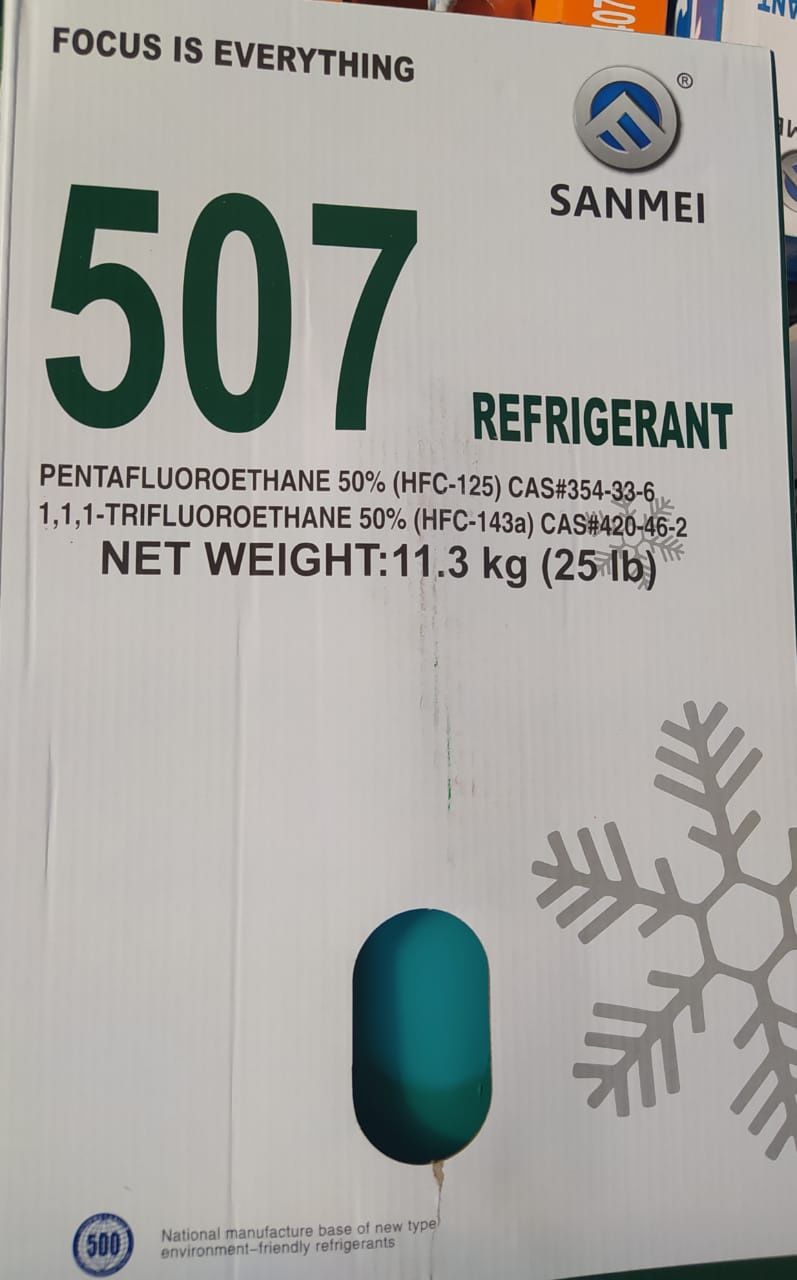 FOCUS IS EVERYTHING
®
SANMEI
507
REFRIGERANT
PENTAFLUOROETHANE 50% (HFC-125) CAS#354-33-6
1,1,1-TRIFLUOROETHANE 50% (HFC-143a) CAS#420-46-2
NET WEIGHT:11.3 kg (25 lb)
500
National manufacture base of new type
environment-friendly refrigerants